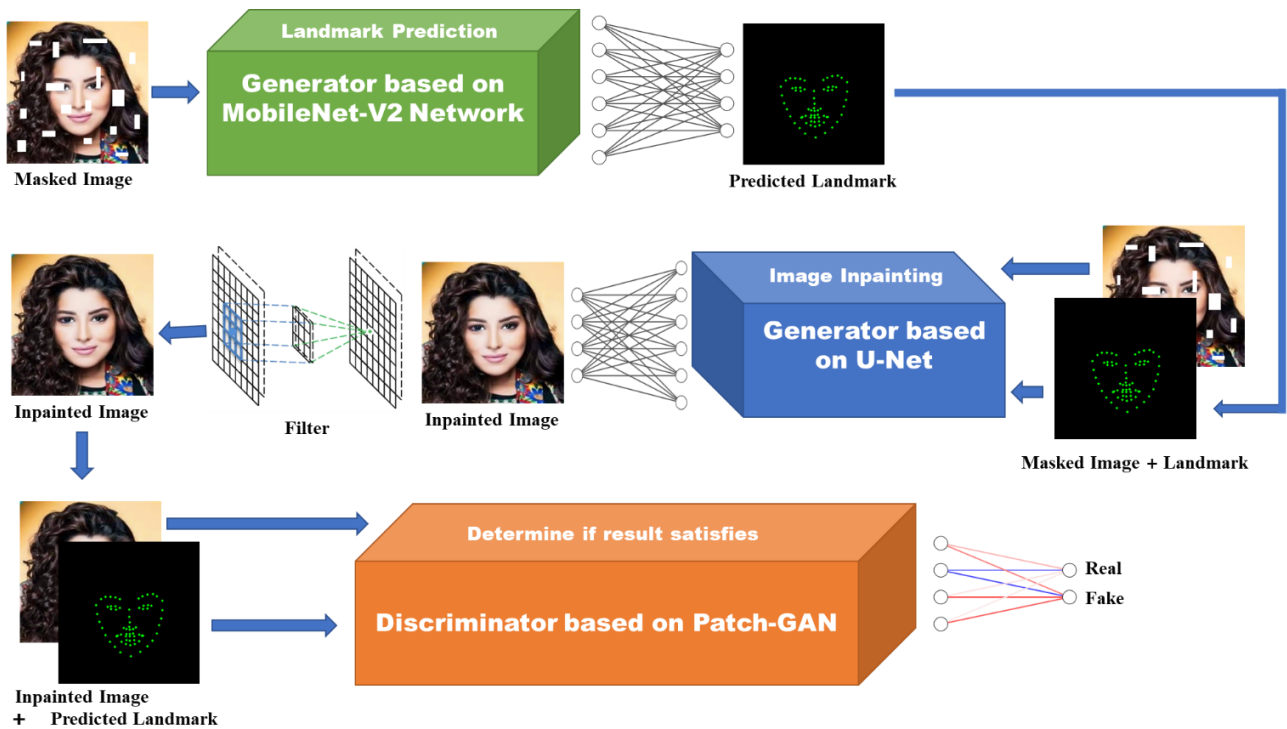 Landmark Prediction
Generator based on
MobileNet-V2 Network
Masked Image
Predicted Landmark
Image Inpainting
Generator based
on U-Net
Inpainted Image
Filter
Inpainted Image
Masked Image + Landmark
Determine if result satisfies
Discriminator based on Patch-GAN
Real
Fake
Inpainted Image
+ Predicted Landmark